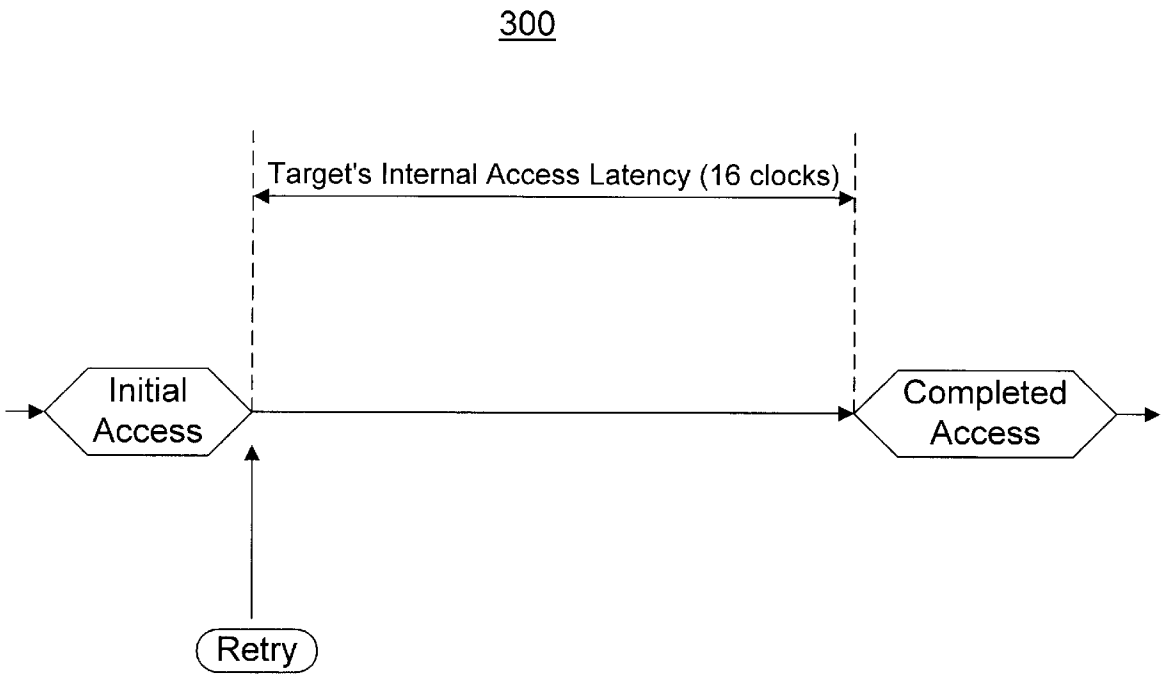 300
Target's Internal Access Latency (16 clocks)
Initial
Access
Completed
Access
Retry